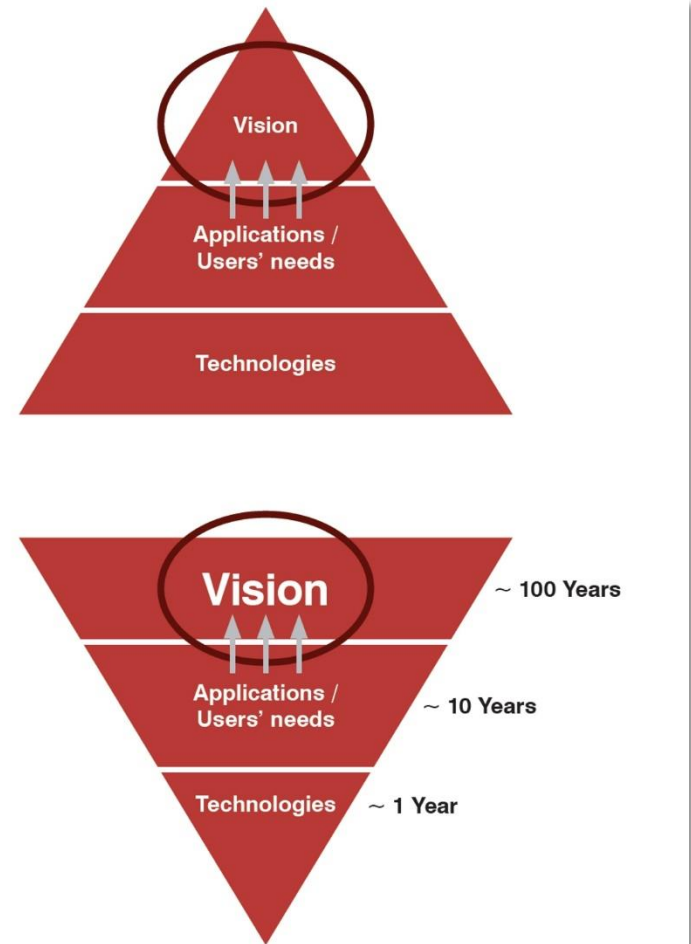 Vision
Applications /
Users’ needs
Technologies
Vision
~ 100 Years
Applications /
Users’ needs
~ 10 Years
Technologies
~ 1 Year